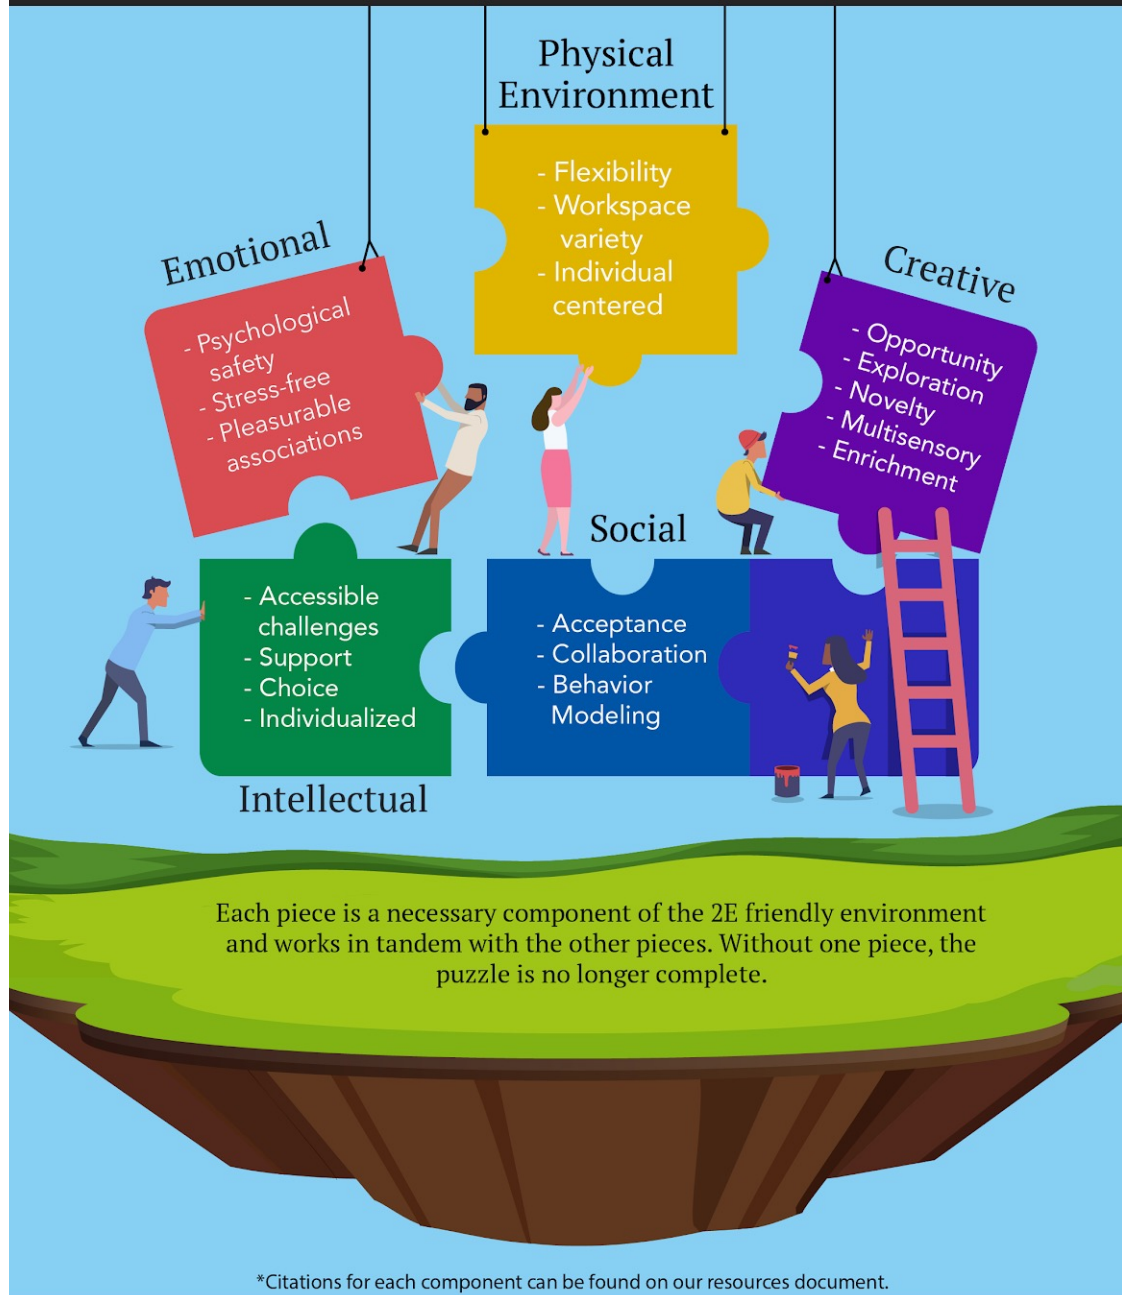 Physical
Environment
- Flexibility
- Workspace
variety
- Individual
centered
Emotional
- Psychological
safety
- Stress-free
- Pleasurable
associations
Creative
- Opportunity
- Exploration
- Novelty
- Multisensory
- Enrichment
- Accessible
challenges
- Support
- Choice
- Individualized
Intellectual
Social
- Acceptance
- Collaboration
- Behavior
Modeling
Each piece is a necessary component of the 2E friendly environment
and works in tandem with the other pieces. Without one piece, the
puzzle is no longer complete.
*Citations for each component can be found on our resources document.